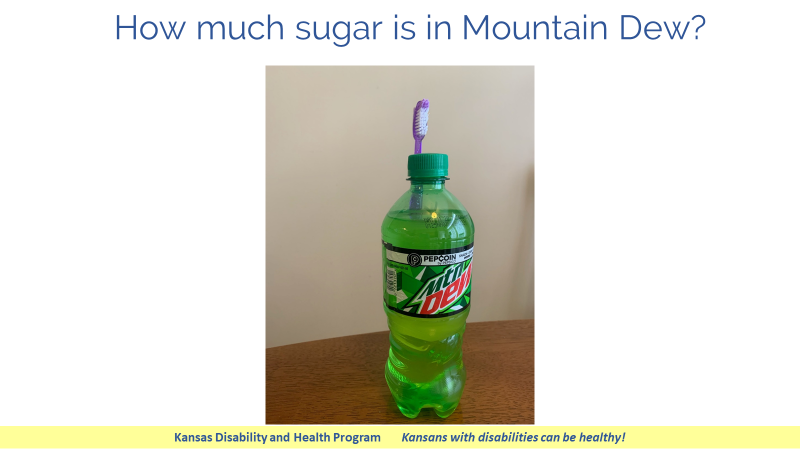 How much sugar is in Mountain Dew?
PEPCOIN
mtn
DEW
Kansas Disability and Health Program Kansans with disabilities can be healthy!